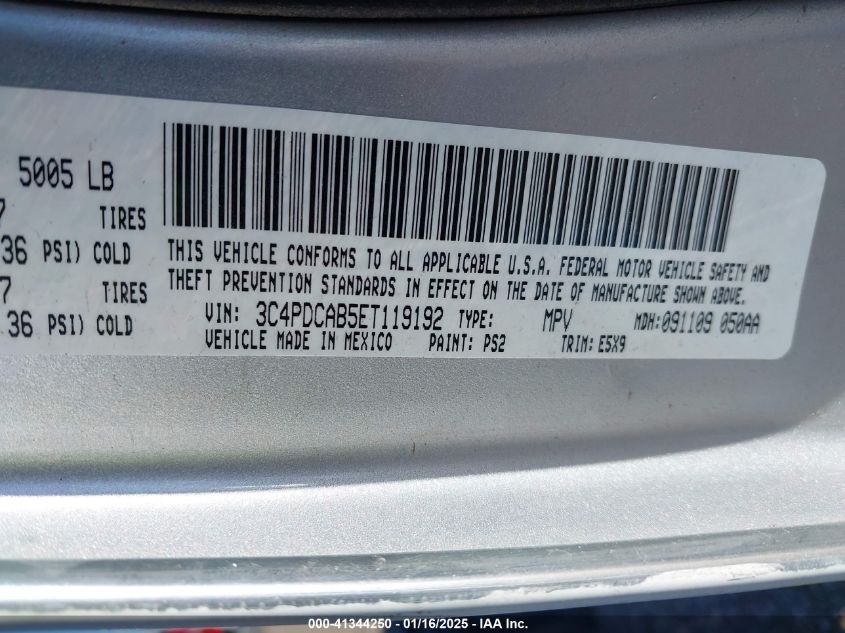 5005 LB
7 TIRES
36 PSI) COLD
7 TIRES
36 PSI) COLD
THIS VEHICLE CONFORMS TO ALL APPLICABLE U.S.A. FEDERAL MOTOR VEHICLE SAFETY AND
THEFT PREVENTION STANDARDS IN EFFECT ON THE DATE OF MANUFACTURE SHOWN ABOVE.
VIN: 3C4PDCAB5ET119192 TYPE: MPV MDH:091109 050AA
VEHICLE MADE IN MEXICO PAINT: PS2 TRIM: E5X9
000-41344250 - 01/16/2025 - IAA Inc.